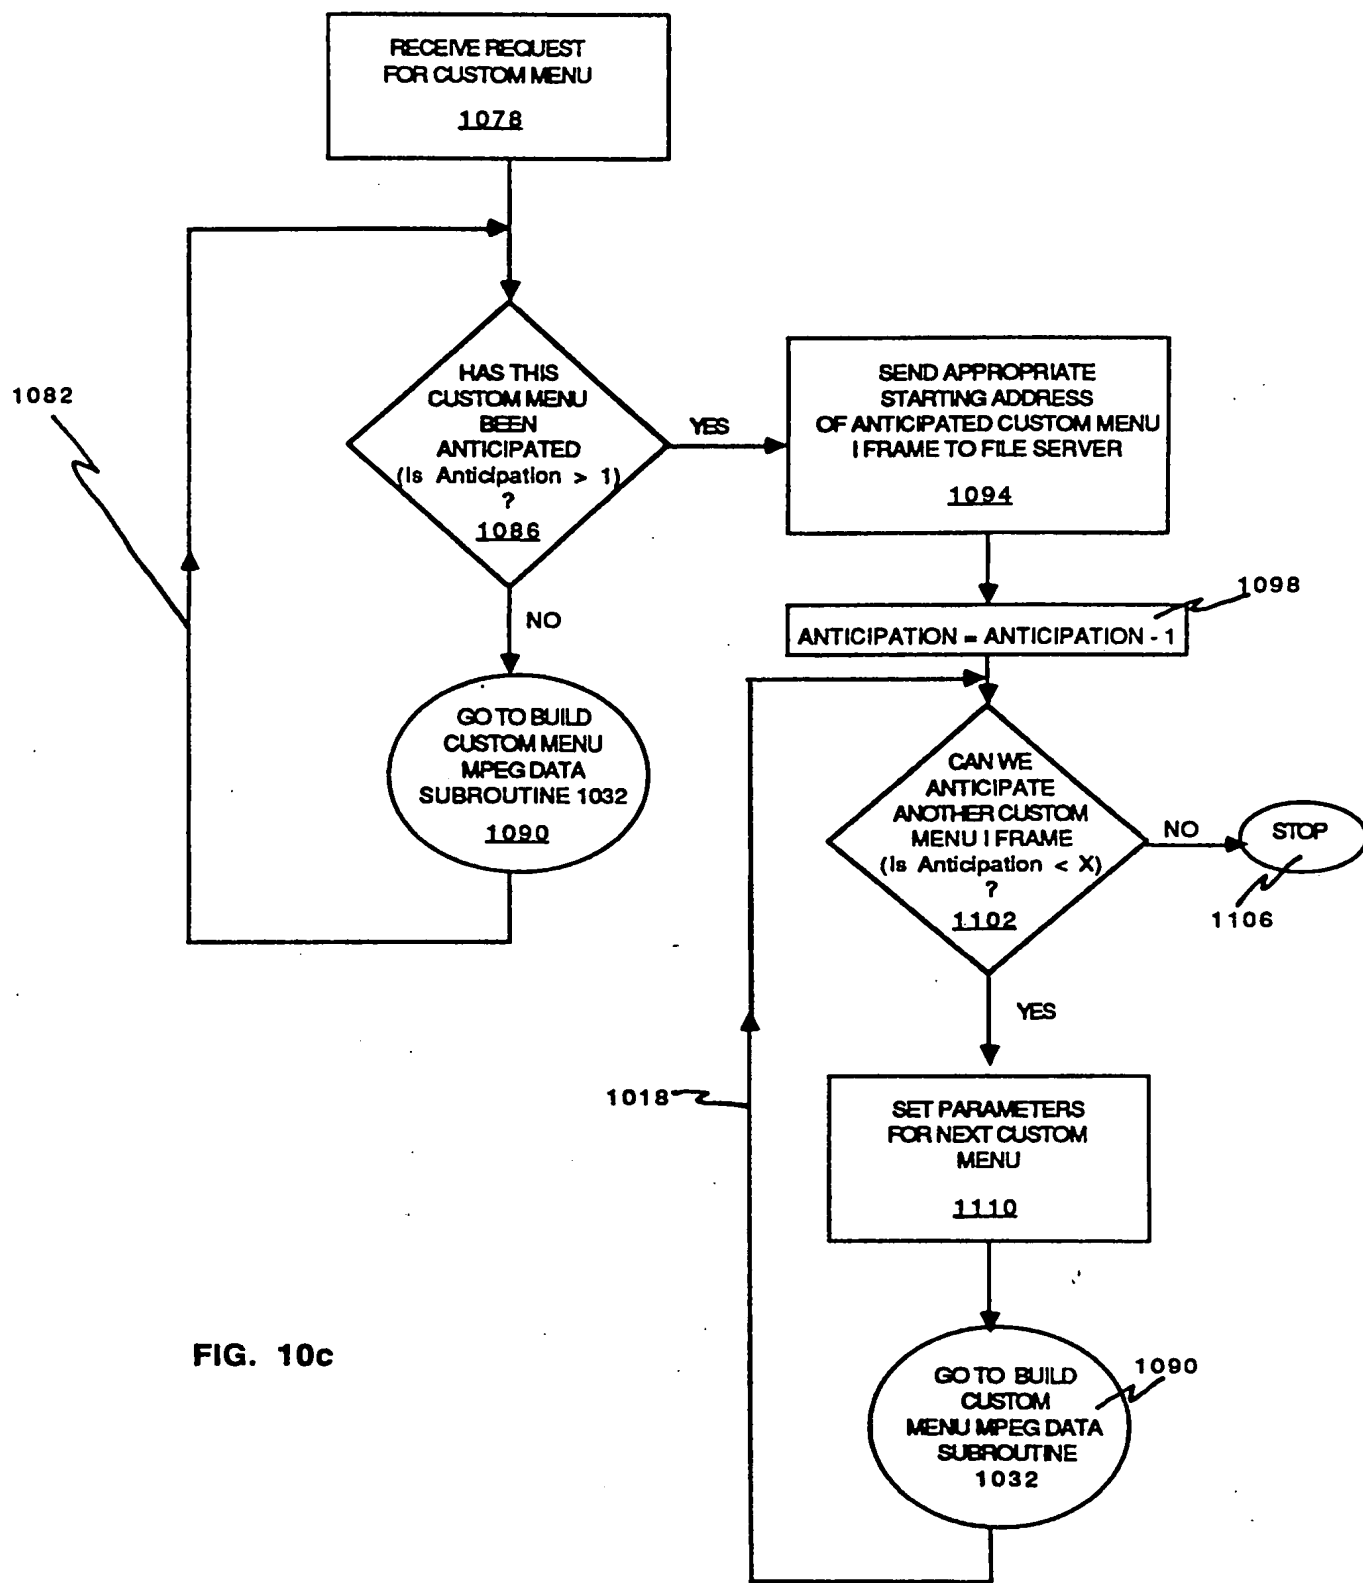 RECEIVE REQUEST
FOR CUSTOM MENU
1078
1082
HAS THIS
CUSTOM MENU
BEEN
ANTICIPATED
(Is Anticipation > 1)
?
1086
YES
SEND APPROPRIATE
STARTING ADDRESS
OF ANTICIPATED CUSTOM MENU
I FRAME TO FILE SERVER
1094
NO
1098
ANTICIPATION = ANTICIPATION - 1
GO TO BUILD
CUSTOM MENU
MPEG DATA
SUBROUTINE 1032
1090
CAN WE
ANTICIPATE
ANOTHER CUSTOM
MENU I FRAME
(Is Anticipation < X)
?
1102
NO
STOP
1106
YES
1018
SET PARAMETERS
FOR NEXT CUSTOM
MENU
1110
FIG. 10c
1090
GO TO BUILD
CUSTOM
MENU MPEG DATA
SUBROUTINE
1032